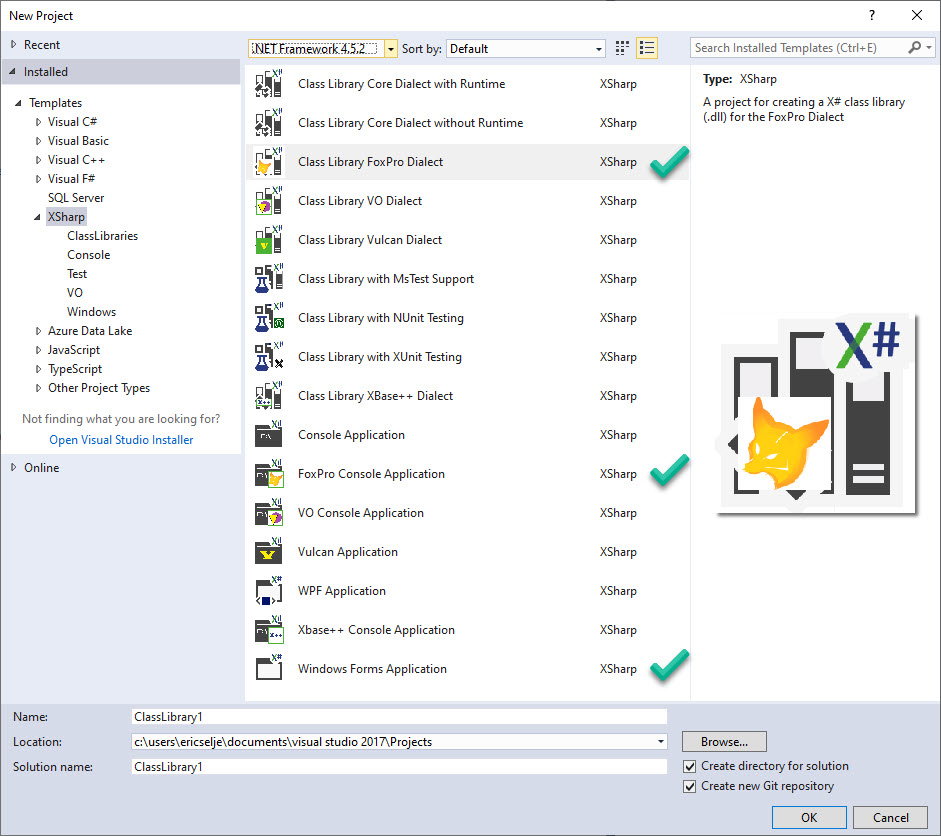 New Project
?
Recent
Installed
Templates
Visual C#
Visual Basic
Visual C++
Visual F#
SQL Server
XSharp
ClassLibraries
Console
Test
VO
Windows
Azure Data Lake
JavaScript
TypeScript
Other Project Types
Not finding what you are looking for?
Open Visual Studio Installer
Online
.NET Framework 4.5.2
Sort by: Default
Search Installed Templates (Ctrl+E)
Class Library Core Dialect with Runtime XSharp
Class Library Core Dialect without Runtime XSharp
Class Library FoxPro Dialect XSharp
Class Library VO Dialect XSharp
Class Library Vulcan Dialect XSharp
Class Library with MsTest Support XSharp
Class Library with NUnit Testing XSharp
Class Library with XUnit Testing XSharp
Class Library XBase++ Dialect XSharp
Console Application XSharp
FoxPro Console Application XSharp
VO Console Application XSharp
Vulcan Application XSharp
WPF Application XSharp
Xbase++ Console Application XSharp
Windows Forms Application XSharp
Type: XSharp
A project for creating a X# class library
(.dll) for the FoxPro Dialect
X#
Name: ClassLibrary1
Location: c:\users\ericselje\documents\visual studio 2017\Projects
Browse...
Solution name: ClassLibrary1
Create directory for solution
Create new Git repository
OK
Cancel